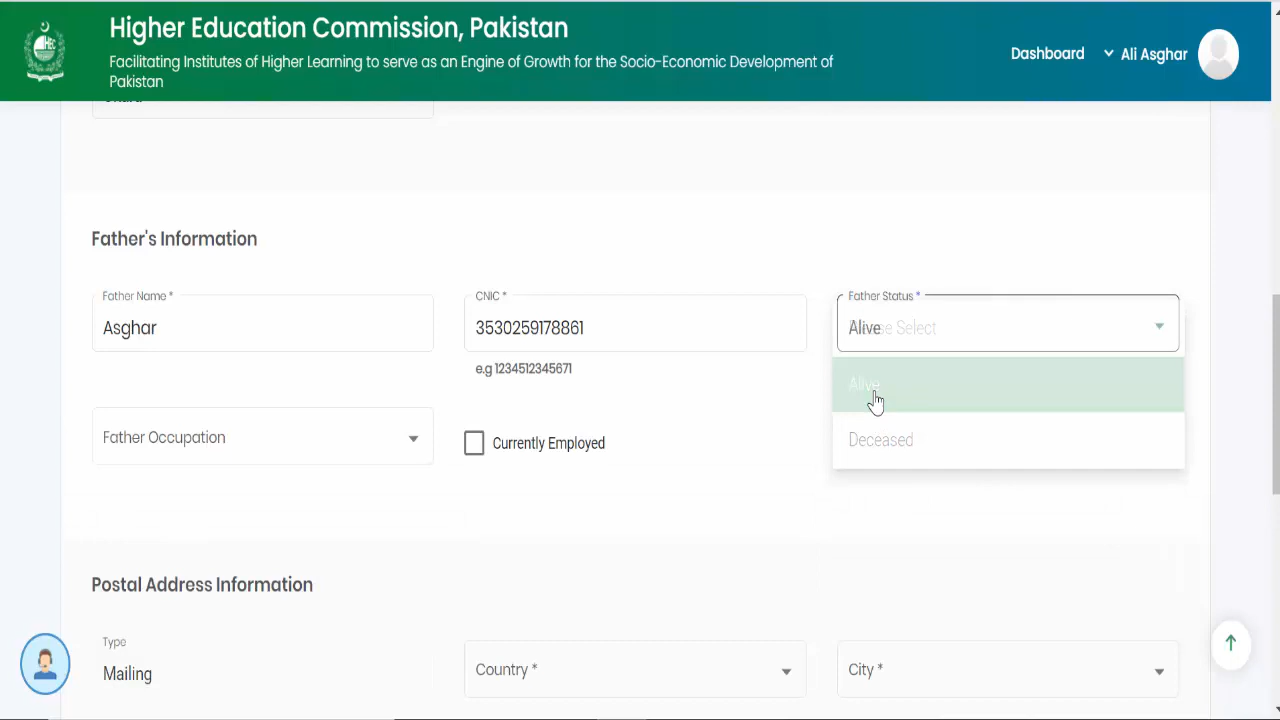 Higher Education Commission, Pakistan
Facilitating Institutes of Higher Learning to serve as an Engine of Growth for the Socio-Economic Development of
Pakistan
Dashboard
Ali Asghar
HEC
Father's Information
Father Name *
Asghar
CNIC *
3530259178861
e.g 1234512345671
Father Status *
Alive Select
Alive
Deceased
Father Occupation
Currently Employed
Postal Address Information
Type
Mailing
Country *
City *